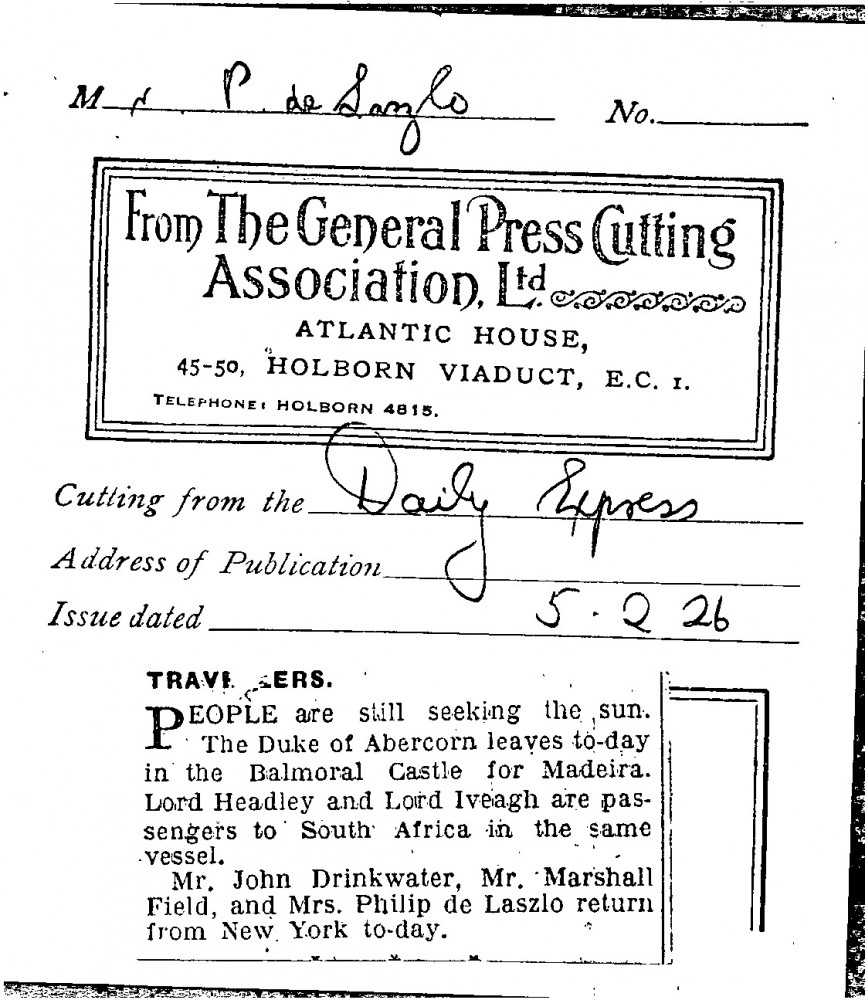 Mr P. de Laszlo No.
From The General Press Cutting
Association, Ltd.
ATLANTIC HOUSE,
45-50, HOLBORN VIADUCT, E.C. 1.
TELEPHONE: HOLBORN 4815.
Cutting from the Daily Express
Address of Publication
Issue dated 5.2 26
TRAVELLERS.
PEOPLE are still seeking the sun.
The Duke of Abercorn leaves to-day
in the Balmoral Castle for Madeira.
Lord Headley and Lord Iveagh are pas-
sengers to South Africa in the same
vessel.
Mr. John Drinkwater, Mr. Marshall
Field, and Mrs. Philip de Laszlo return
from New York to-day.